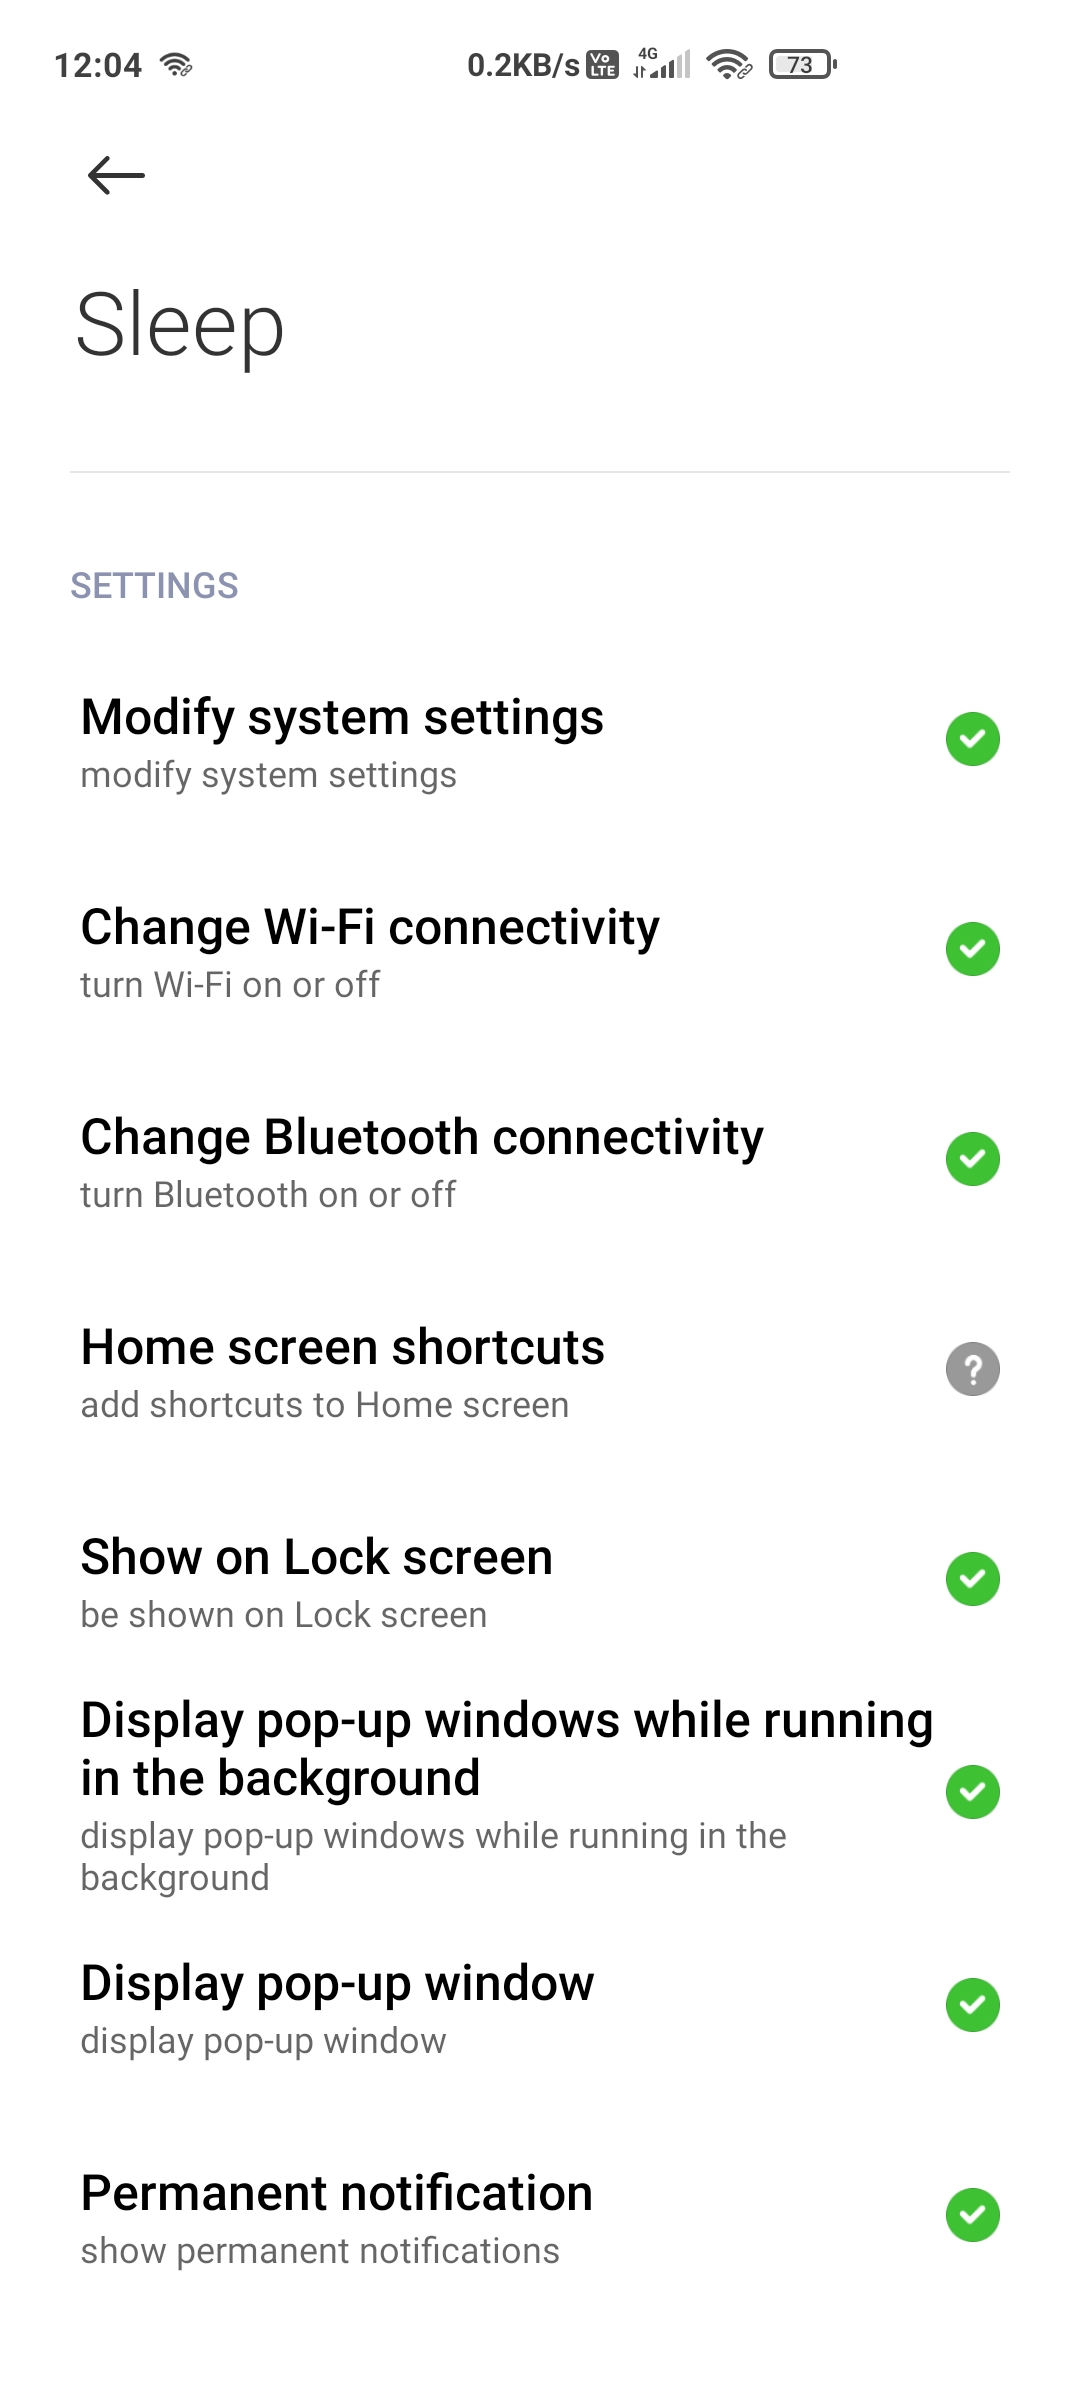 12:04 0.2KB/s Vo LTE 4G 73
Sleep
SETTINGS
Modify system settings
modify system settings
Change Wi-Fi connectivity
turn Wi-Fi on or off
Change Bluetooth connectivity
turn Bluetooth on or off
Home screen shortcuts
add shortcuts to Home screen
?
Show on Lock screen
be shown on Lock screen
Display pop-up windows while running
in the background
display pop-up windows while running in the
background
Display pop-up window
display pop-up window
Permanent notification
show permanent notifications